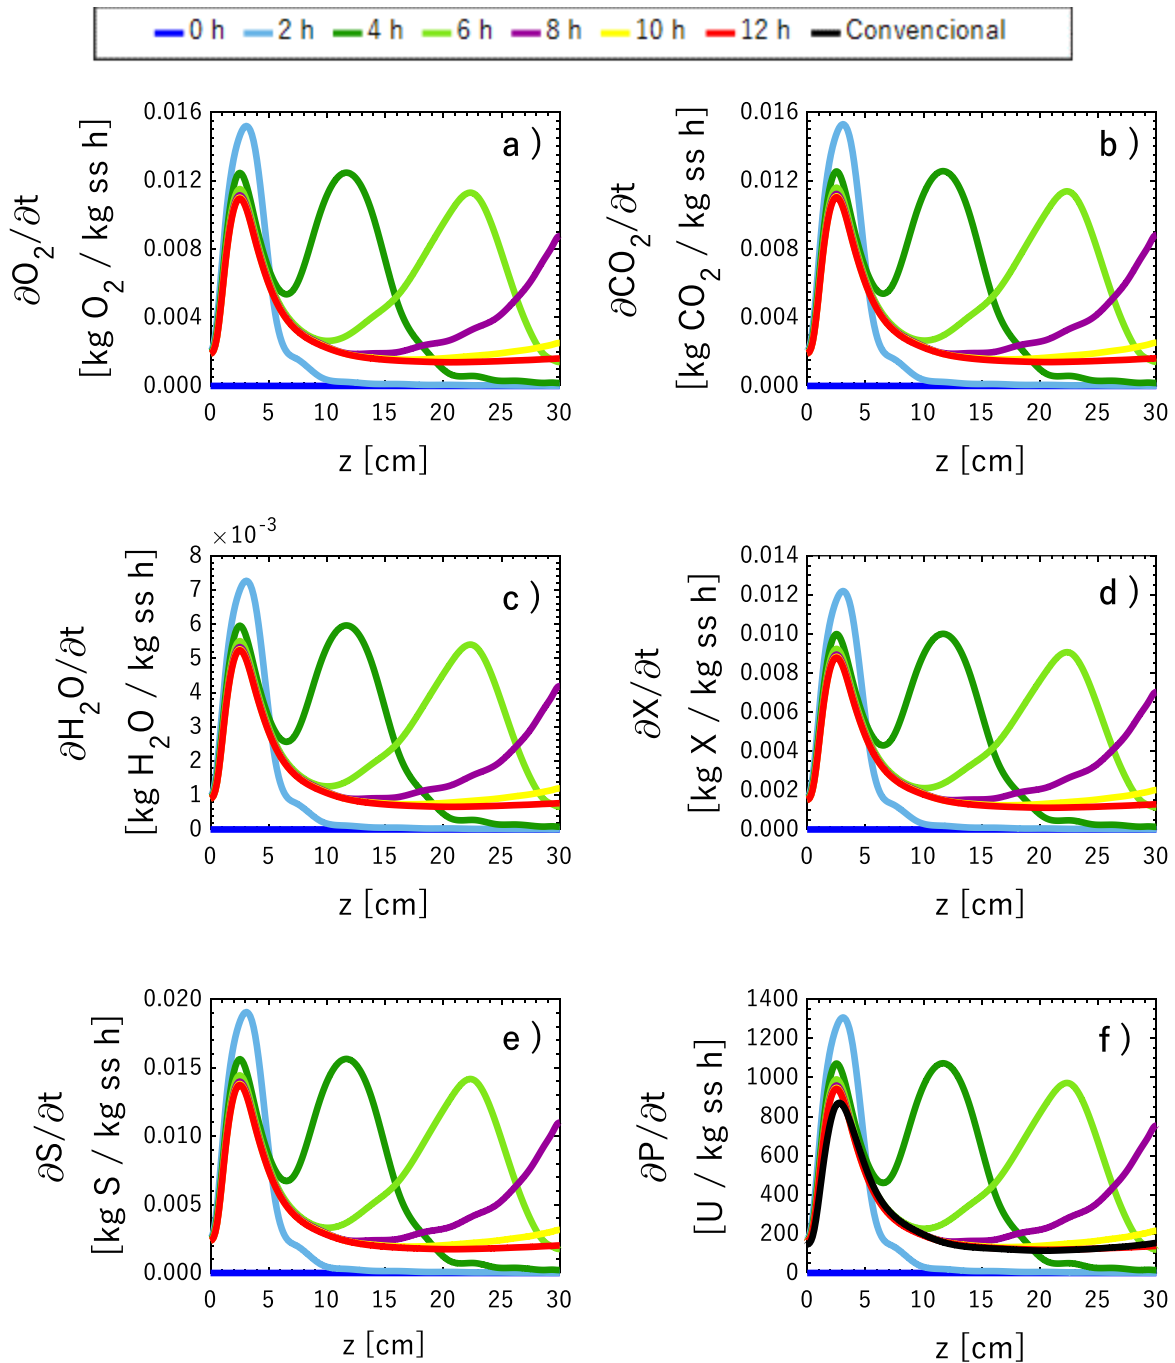 0 h 2 h 4 h 6 h 8 h 10 h 12 h Convencional
a )
∂O2/∂t
[kg O2 / kg ss h]
0.016
0.012
0.008
0.004
0.000
0 5 10 15 20 25 30
z [cm]
b )
∂CO2/∂t
[kg CO2 / kg ss h]
0.016
0.012
0.008
0.004
0.000
0 5 10 15 20 25 30
z [cm]
c )
∂H2O/∂t
[kg H2O / kg ss h]
×10-3
8
7
6
5
4
3
2
1
0
0 5 10 15 20 25 30
z [cm]
d )
∂X/∂t
[kg X / kg ss h]
0.014
0.012
0.010
0.008
0.006
0.004
0.002
0.000
0 5 10 15 20 25 30
z [cm]
e )
∂S/∂t
[kg S / kg ss h]
0.020
0.015
0.010
0.005
0.000
0 5 10 15 20 25 30
z [cm]
f )
∂P/∂t
[U / kg ss h]
1400
1200
1000
800
600
400
200
0
0 5 10 15 20 25 30
z [cm]